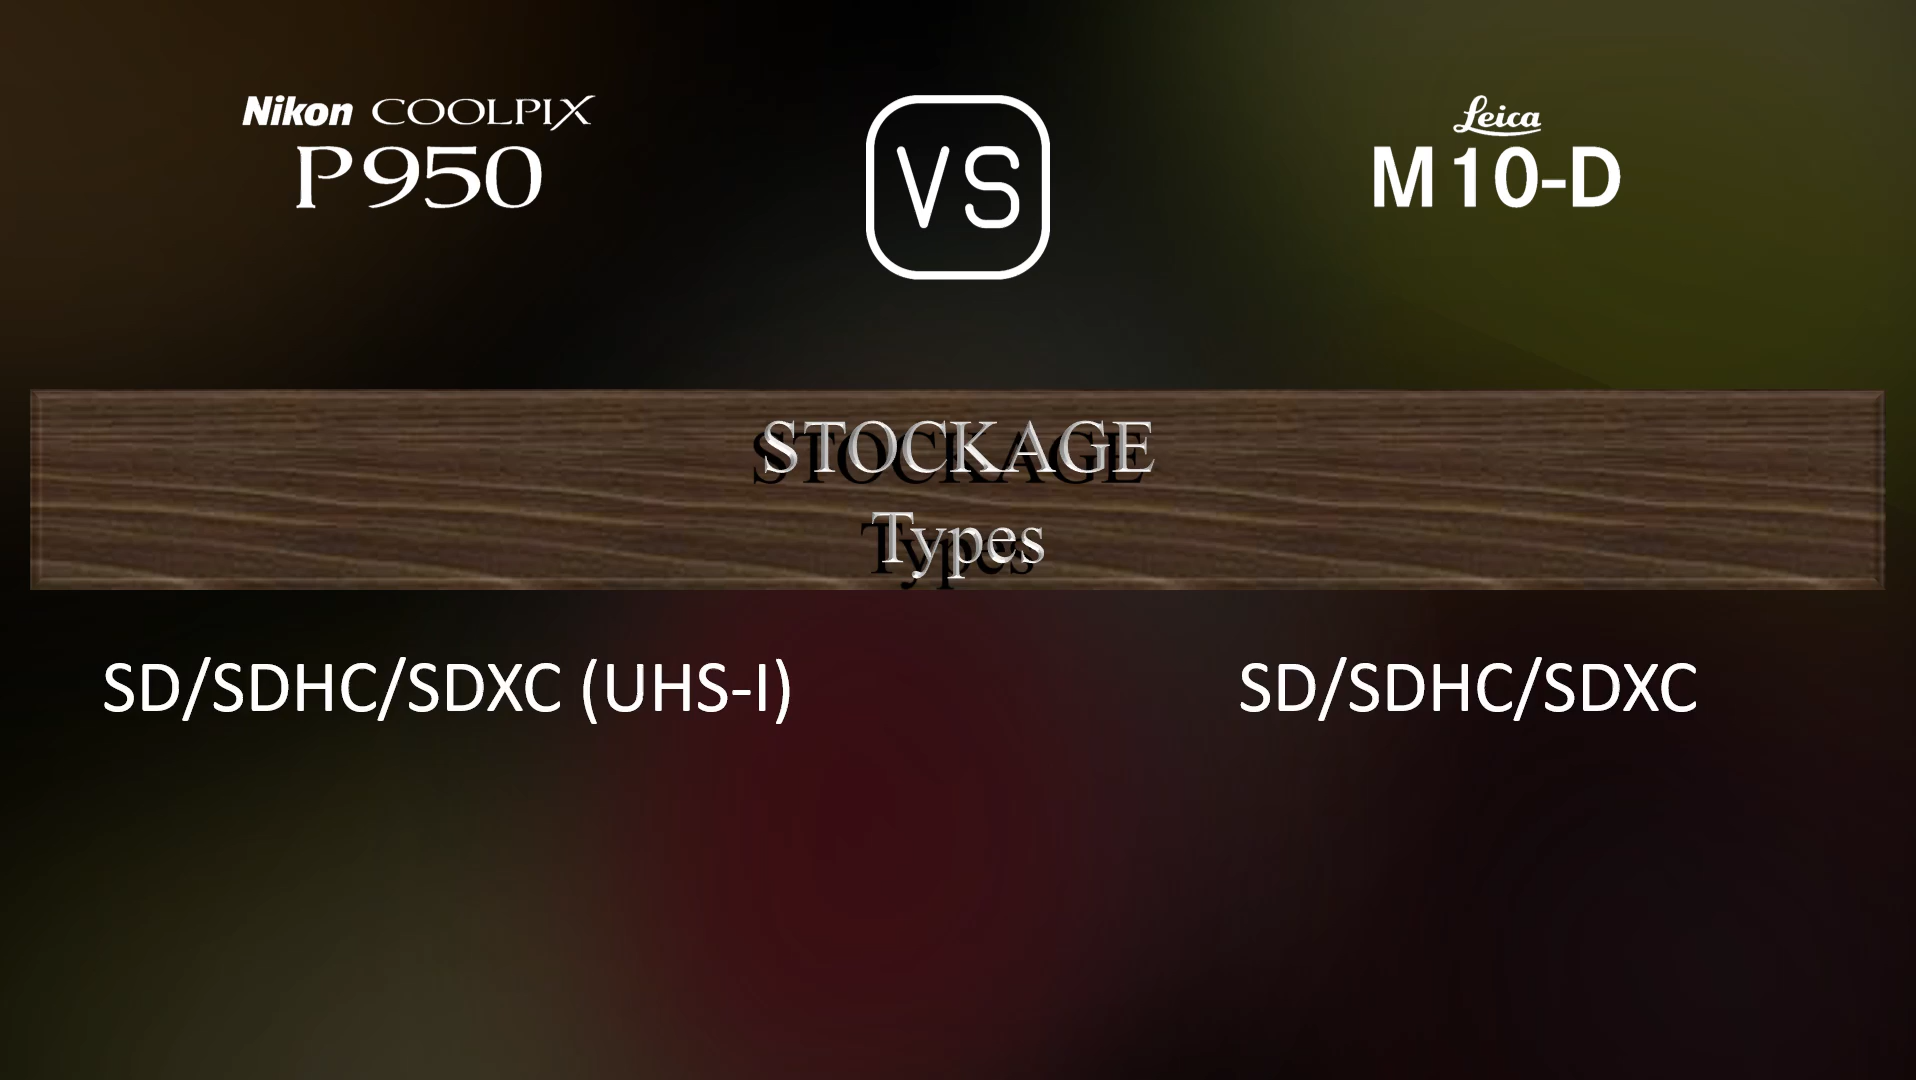 Nikon COOLPIX
P950
VS
Leica
M10-D
STOCKAGE
Types
SD/SDHC/SDXC (UHS-I)
SD/SDHC/SDXC